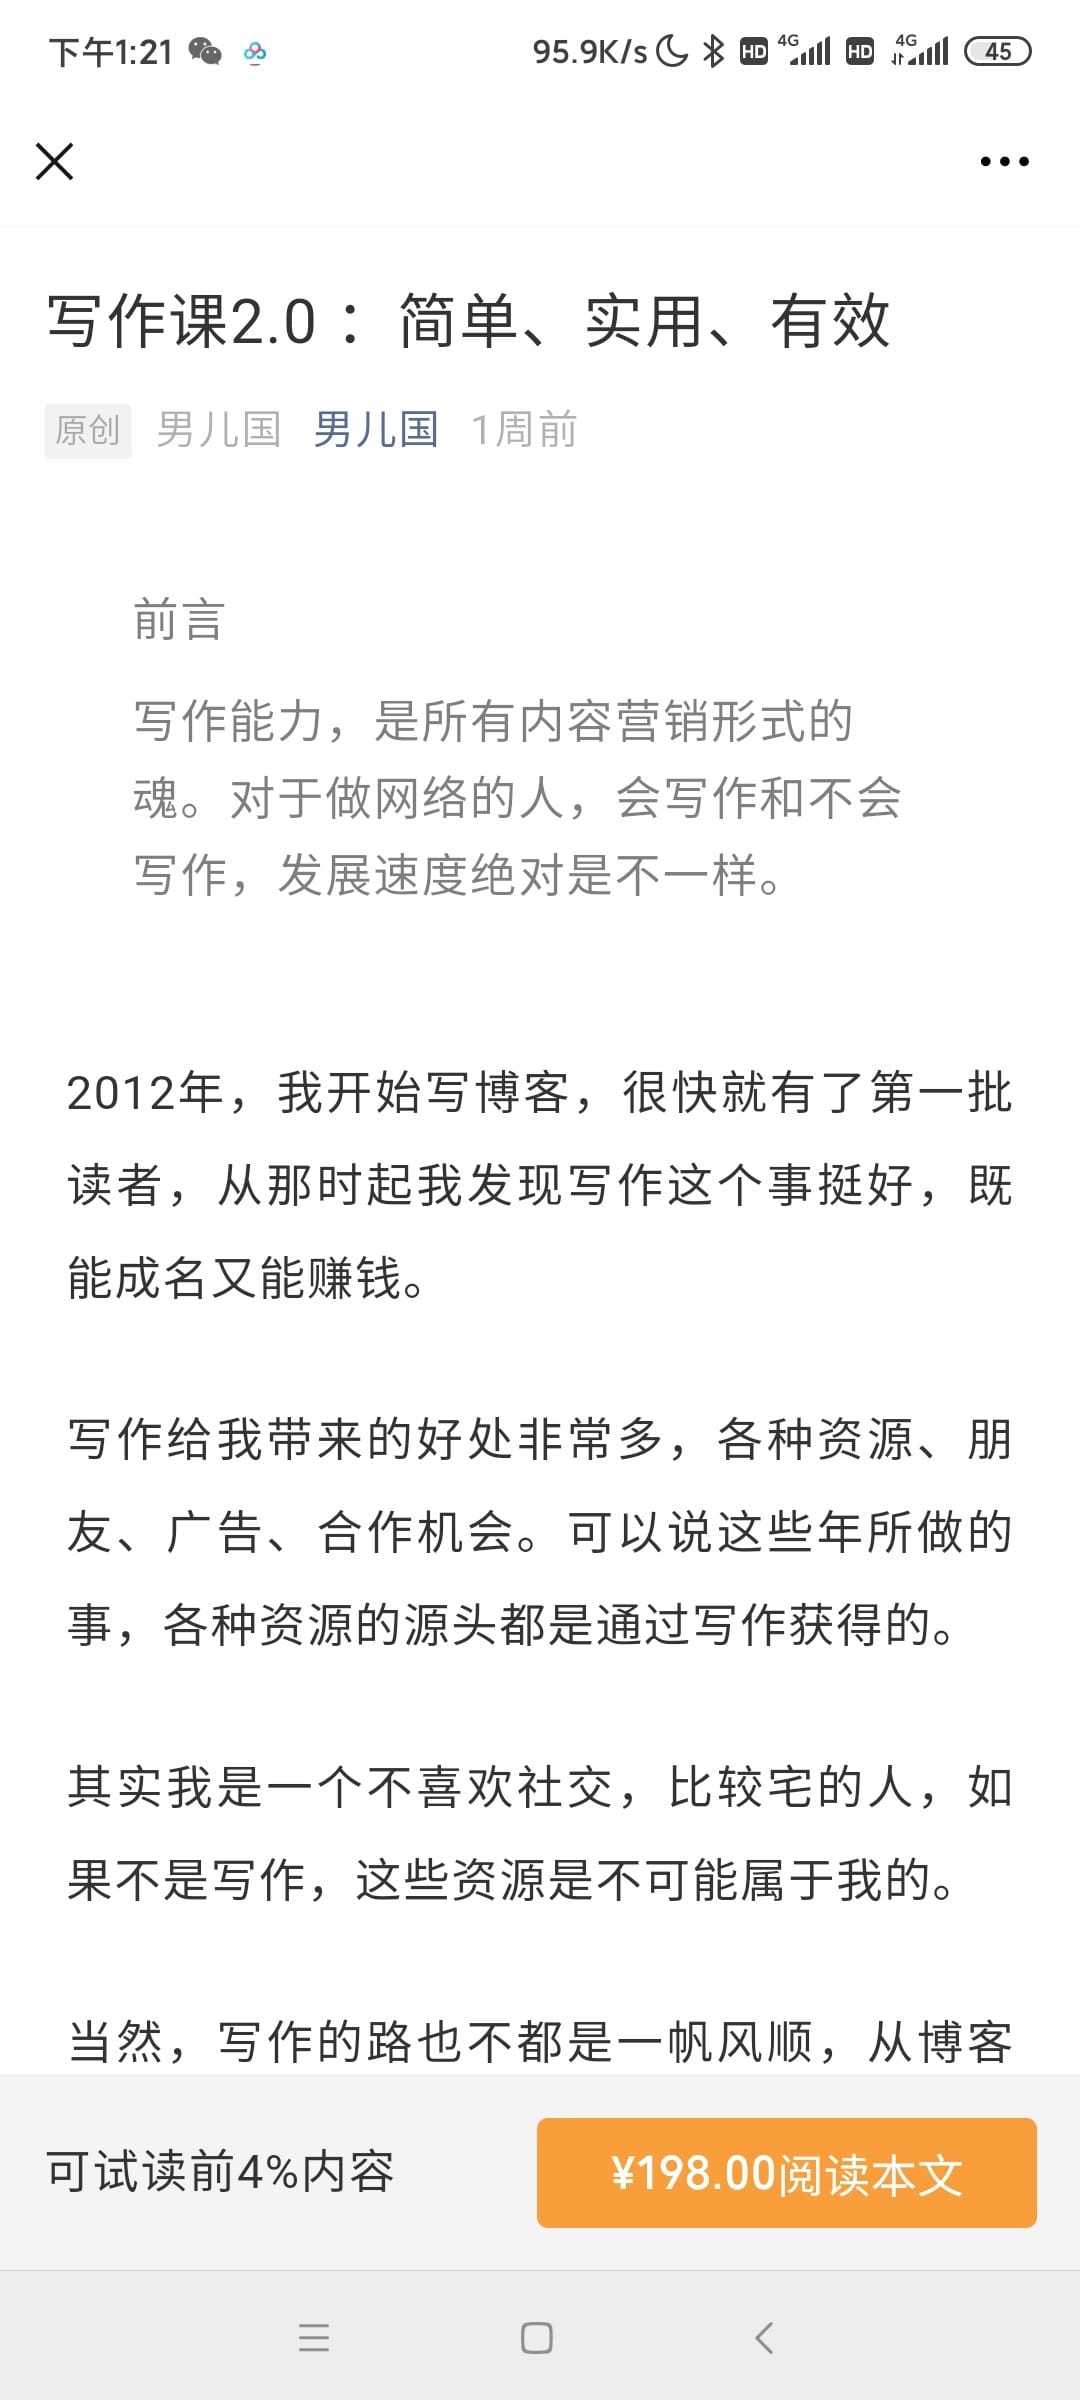 下午1:21 95.9K/s HD 4G HD 4G 45
写作课2.0 ：简单、实用、有效
原创 男儿国 男儿国 1周前
前言
写作能力，是所有内容营销形式的
魂。对于做网络的人，会写作和不会
写作，发展速度绝对是不一样。
2012年，我开始写博客，很快就有了第一批
读者，从那时起我发现写作这个事挺好，既
能成名又能赚钱。
写作给我带来的好处非常多，各种资源、朋
友、广告、合作机会。可以说这些年所做的
事，各种资源的源头都是通过写作获得的。
其实我是一个不喜欢社交，比较宅的人，如
果不是写作，这些资源是不可能属于我的。
当然，写作的路也不都是一帆风顺，从博客
可试读前4%内容
¥198.00阅读本文